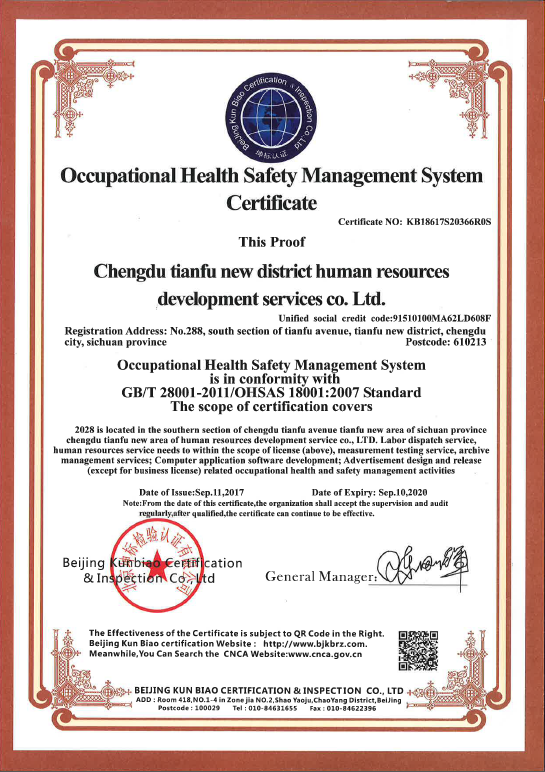 Beijing Kun Biao Certification & Inspection Co., Ltd
Occupational Health Safety Management System
Certificate
Certificate NO: KB18617S20366R0S
This Proof
Chengdu tianfu new district human resources
development services co. Ltd.
Unified social credit code:91510100MA62LD608F
Registration Address: No.288, south section of tianfu avenue, tianfu new district, chengdu
city, sichuan province Postcode: 610213
Occupational Health Safety Management System
is in conformity with
GB/T 28001-2011/OHSAS 18001:2007 Standard
The scope of certification covers
2028 is located in the southern section of chengdu tianfu avenue tianfu new area of sichuan province
chengdu tianfu new area of human resources development service co., LTD. Labor dispatch service,
human resources service needs to within the scope of license (above), measurement testing service, archive
management services; Computer application software development; Advertisement design and release
(except for business license) related occupational health and safety management activities
Date of Issue:Sep.11,2017 Date of Expiry: Sep.10,2020
Note:From the date of this certificate,the organization shall accept the supervision and audit
regularly,after qualified,the certificate can continue to be effective.
Beijing Kunbiao Certification
& Inspection Co., Ltd
General Manager:
The Effectiveness of the Certificate is subject to QR Code in the Right.
Beijing Kun Biao certification Website : http://www.bjkbrz.com.
Meanwhile,You Can Search the CNCA Website:www.cnca.gov.cn
BEIJING KUN BIAO CERTIFICATION & INSPECTION CO., LTD
ADD : Room 418,NO.1-4 in Zone jia NO.2,Shao Yaoju,ChaoYang District,BeiJing
Postcode : 100029 Tel : 010-84631655 Fax : 010-84622396